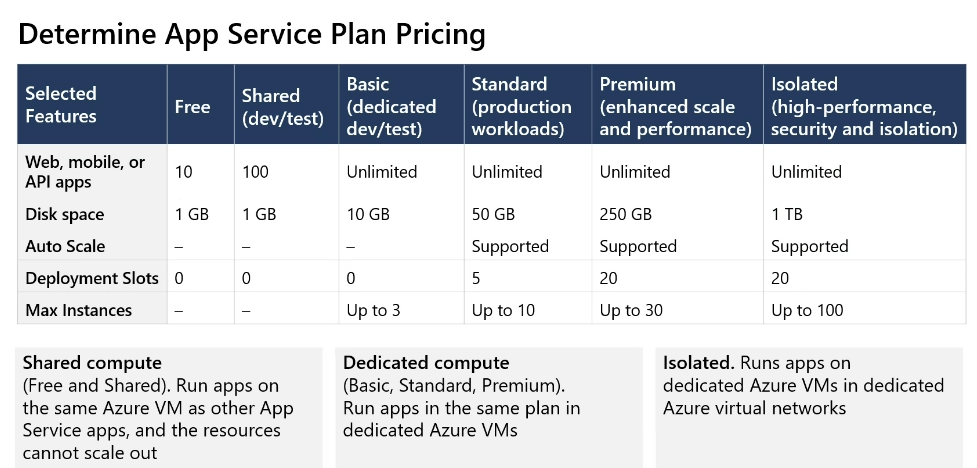 Determine App Service Plan Pricing
Selected Features | Free | Shared (dev/test) | Basic (dedicated dev/test) | Standard (production workloads) | Premium (enhanced scale and performance) | Isolated (high-performance, security and isolation)
Web, mobile, or API apps | 10 | 100 | Unlimited | Unlimited | Unlimited | Unlimited
Disk space | 1 GB | 1 GB | 10 GB | 50 GB | 250 GB | 1 TB
Auto Scale | – | – | – | Supported | Supported | Supported
Deployment Slots | 0 | 0 | 0 | 5 | 20 | 20
Max Instances | – | – | Up to 3 | Up to 10 | Up to 30 | Up to 100
Shared compute
(Free and Shared). Run apps on
the same Azure VM as other App
Service apps, and the resources
cannot scale out
Dedicated compute
(Basic, Standard, Premium).
Run apps in the same plan in
dedicated Azure VMs
Isolated. Runs apps on
dedicated Azure VMs in dedicated
Azure virtual networks